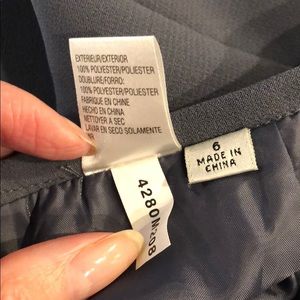 EXTERIEUR/EXTERIOR
100% POLYESTER/POLIESTER
DOUBLURE/FORRO:
100% POLYESTER/POLIESTER
FABRIQUE EN CHINE
HECHO EN CHINA
NETTOYER A SEC
LAVAR EN SECO SOLAMENTE
6
MADE IN
CHINA